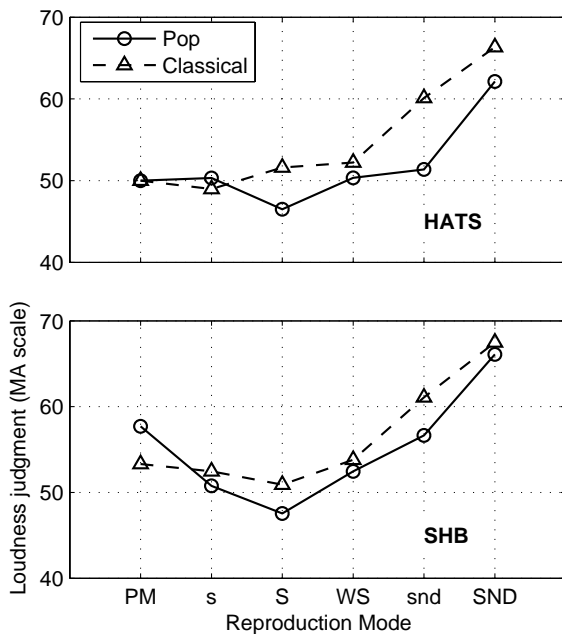 70
Pop
Classical
60
50
HATS
40
70
60
50
SHB
40
PM s S WS snd SND
Reproduction Mode
Loudness judgment (MA scale)